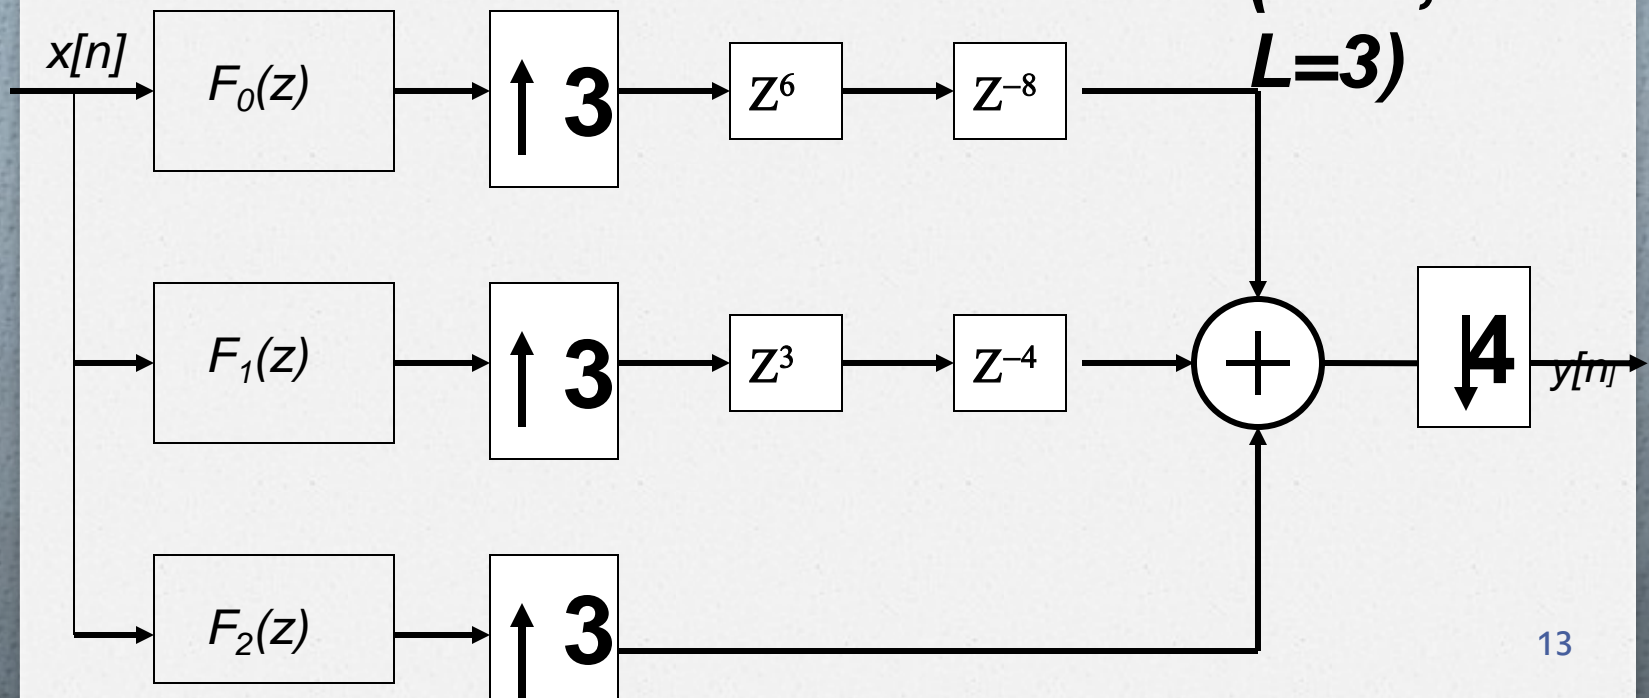 L=3)
x[n]
F0(z)
3
z⁶
z⁻⁸
F1(z)
3
z³
z⁻⁴
4
y[n]
F2(z)
3
13